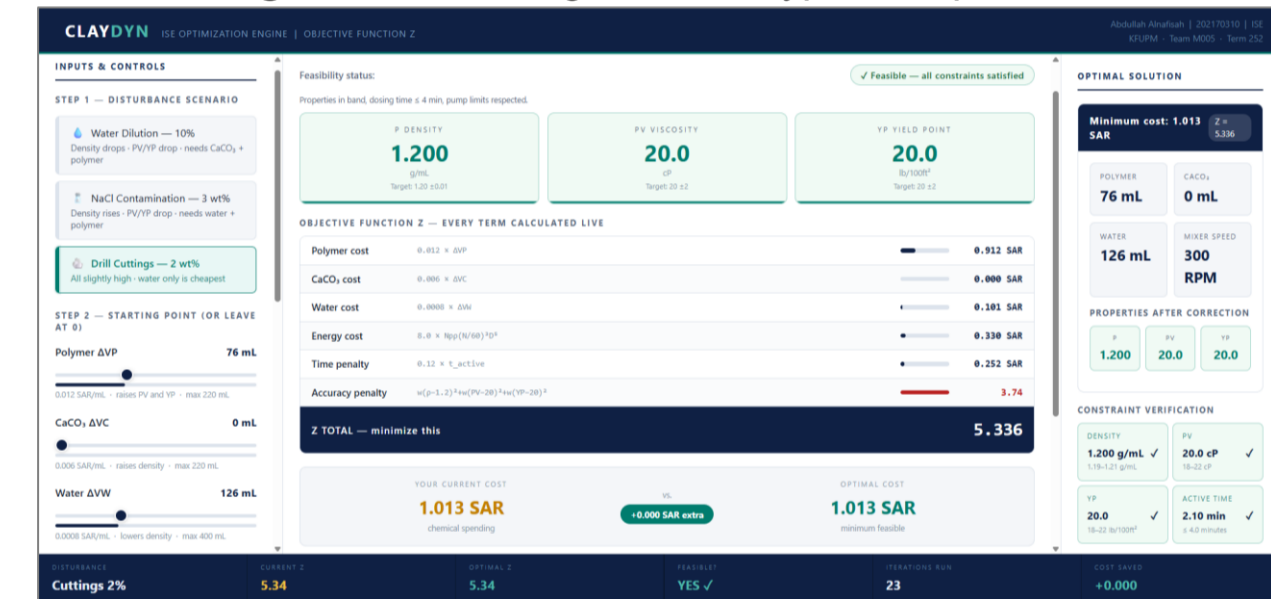 CLAYDYN ISE OPTIMIZATION ENGINE | OBJECTIVE FUNCTION Z
Abdullah Alnafisah | 202170310 | ISE
KFUPM · Team M005 · Term 252
INPUTS & CONTROLS
STEP 1 — DISTURBANCE SCENARIO
Water Dilution — 10%
Density drops · PV/YP drop · needs CaCO₃ +
polymer
NaCl Contamination — 3 wt%
Density rises · PV/YP drop · needs water +
polymer
Drill Cuttings — 2 wt%
All slightly high · water only is cheapest
STEP 2 — STARTING POINT (OR LEAVE
AT 0)
Polymer ΔVP 76 mL
0.012 SAR/mL · raises PV and YP · max 220 mL
CaCO₃ ΔVC 0 mL
0.006 SAR/mL · raises density · max 220 mL
Water ΔVW 126 mL
0.0008 SAR/mL · lowers density · max 400 mL
Feasibility status:
✓ Feasible — all constraints satisfied
Properties in band, dosing time ≤ 4 min, pump limits respected.
Ρ DENSITY
1.200
g/mL
Target: 1.20 ±0.01
PV VISCOSITY
20.0
cP
Target: 20 ±2
YP YIELD POINT
20.0
lb/100ft²
Target: 20 ±2
OBJECTIVE FUNCTION Z — EVERY TERM CALCULATED LIVE
Polymer cost 0.012 × ΔVP 0.912 SAR
CaCO₃ cost 0.006 × ΔVC 0.000 SAR
Water cost 0.0008 × ΔVW 0.101 SAR
Energy cost 8.0 × Npρ(N/60)³D⁵ 0.330 SAR
Time penalty 0.12 × t_active 0.252 SAR
Accuracy penalty w(ρ-1.2)²+w(PV-20)²+w(YP-20)² 3.74
Z TOTAL — minimize this 5.336
YOUR CURRENT COST
1.013 SAR
chemical spending
vs.
+0.000 SAR extra
OPTIMAL COST
1.013 SAR
minimum feasible
OPTIMAL SOLUTION
Minimum cost: 1.013
SAR
Z =
5.336
POLYMER
76 mL
CACO₃
0 mL
WATER
126 mL
MIXER SPEED
300
RPM
PROPERTIES AFTER CORRECTION
Ρ
1.200
PV
20.0
YP
20.0
CONSTRAINT VERIFICATION
DENSITY
1.200 g/mL ✓
1.19–1.21 g/mL
PV
20.0 cP ✓
18–22 cP
YP
20.0 ✓
18–22 lb/100ft²
ACTIVE TIME
2.10 min ✓
≤ 4.0 minutes
DISTURBANCE
Cuttings 2%
CURRENT Z
5.34
OPTIMAL Z
5.34
FEASIBLE?
YES ✓
ITERATIONS RUN
23
COST SAVED
+0.000